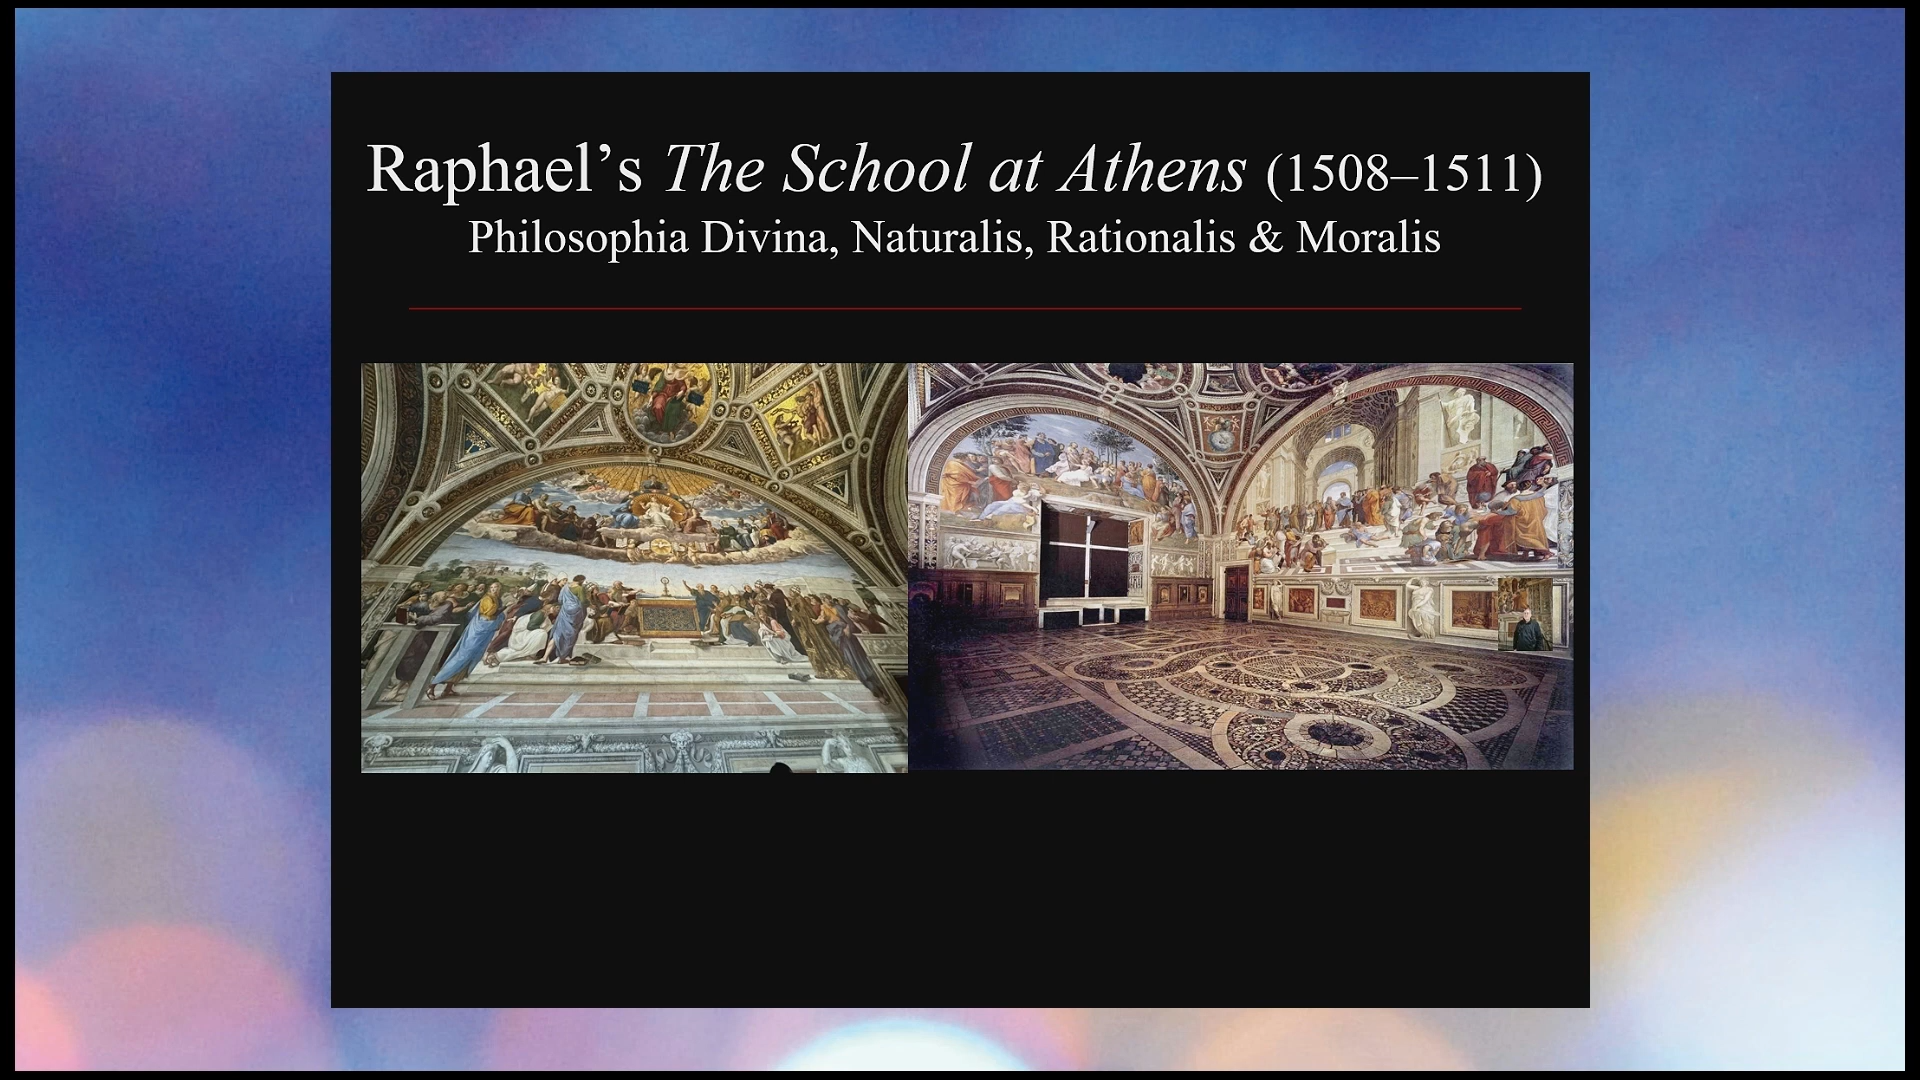 Raphael’s The School at Athens (1508–1511)
Philosophia Divina, Naturalis, Rationalis & Moralis